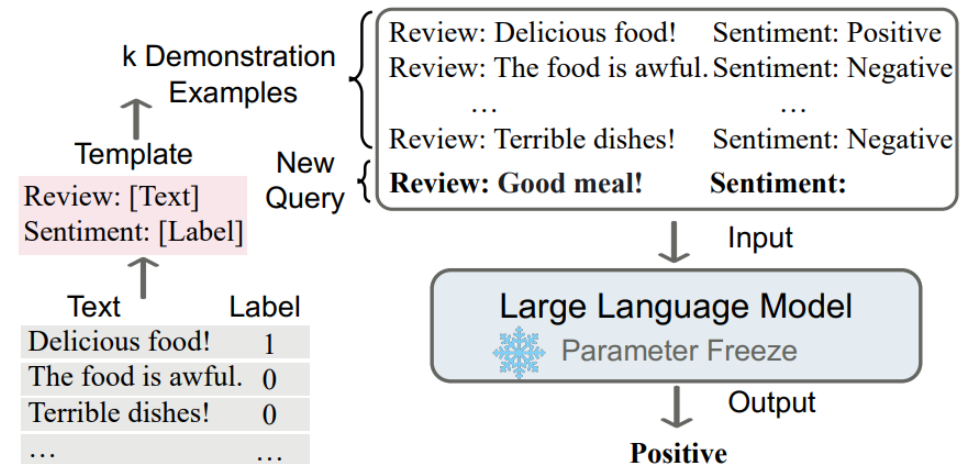 k Demonstration
Examples
Review: Delicious food! Sentiment: Positive
Review: The food is awful. Sentiment: Negative
... ...
Review: Terrible dishes! Sentiment: Negative
New
Query
Review: Good meal! Sentiment:
Template
Review: [Text]
Sentiment: [Label]
Text Label
Delicious food! 1
The food is awful. 0
Terrible dishes! 0
... ...
Input
Large Language Model
Parameter Freeze
Output
Positive